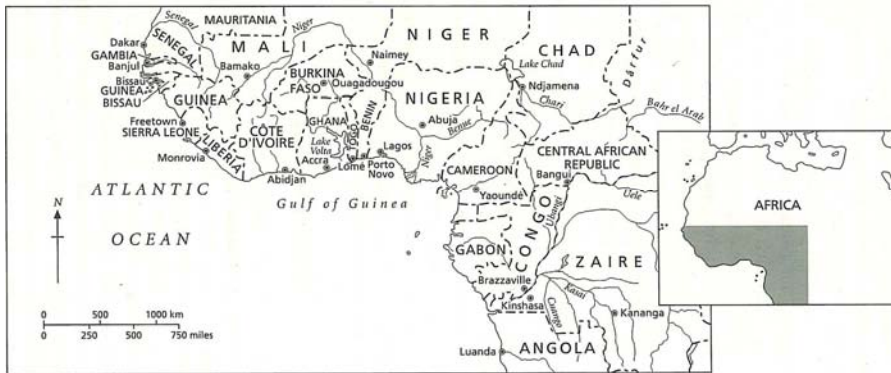 MAURITANIA
Senegal
Niger
Dakar
SENEGAL
MALI
NIGER
CHAD
Dârfur
GAMBIA
Banjul
Bamako
Naimey
Lake Chad
Bissau
GUINEA
BISSAU
BURKINA
FASO
Ouagadougou
Ndjamena
GUINEA
NIGERIA
Chari
Bahr el Arab
Freetown
SIERRA LEONE
CÔTE
D'IVOIRE
GHANA
TOGO
BENIN
Abuja
Benue
Lake
Volta
LIBERIA
Monrovia
Lagos
Niger
CENTRAL AFRICAN
REPUBLIC
Accra
Lomé
Porto
Novo
CAMEROON
Bangui
Abidjan
Yaoundé
Uele
ATLANTIC
OCEAN
Gulf of Guinea
Ubangi
CONGO
GABON
ZAIRE
N
Brazzaville
Kinshasa
Kasai
Cuango
Kananga
Luanda
ANGOLA
0 500 1000 km
0 250 500 750 miles
AFRICA